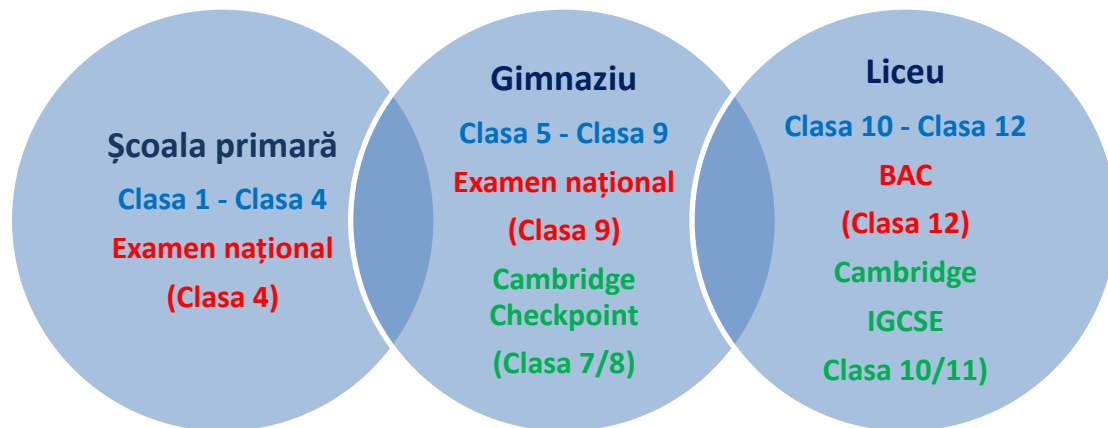 Școala primară
Clasa 1 - Clasa 4
Examen național
(Clasa 4)
Gimnaziu
Clasa 5 - Clasa 9
Examen național
(Clasa 9)
Cambridge
Checkpoint
(Clasa 7/8)
Liceu
Clasa 10 - Clasa 12
BAC
(Clasa 12)
Cambridge
IGCSE
Clasa 10/11)